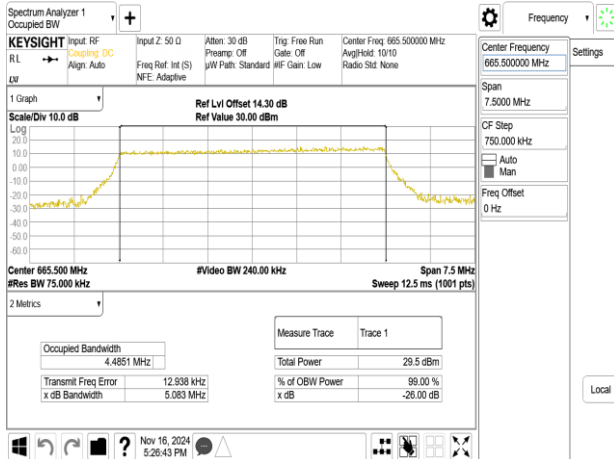 Spectrum Analyzer 1
Occupied BW
Frequency
KEYSIGHT
RL
LXI
Input: RF
Coupling: DC
Align: Auto
Input Z: 50 Ω
Freq Ref: Int (S)
NFE: Adaptive
Atten: 30 dB
Preamp: Off
µW Path: Standard
Trig: Free Run
Gate: Off
#IF Gain: Low
Center Freq: 665.500000 MHz
Avg|Hold: 10/10
Radio Std: None
Center Frequency
665.500000 MHz
Settings
Span
7.5000 MHz
CF Step
750.000 kHz
Auto
Man
Freq Offset
0 Hz
Local
1 Graph
Scale/Div 10.0 dB
Ref Lvl Offset 14.30 dB
Ref Value 30.00 dBm
Log
20.0
10.0
0.00
-10.0
-20.0
-30.0
-40.0
-50.0
-60.0
Center 665.500 MHz
#Res BW 75.000 kHz
#Video BW 240.00 kHz
Span 7.5 MHz
Sweep 12.5 ms (1001 pts)
2 Metrics
Occupied Bandwidth
4.4851 MHz
Transmit Freq Error 12.938 kHz
x dB Bandwidth 5.083 MHz
Measure Trace Trace 1
Total Power 29.5 dBm
% of OBW Power 99.00 %
x dB -26.00 dB
Nov 16, 2024
5:26:43 PM